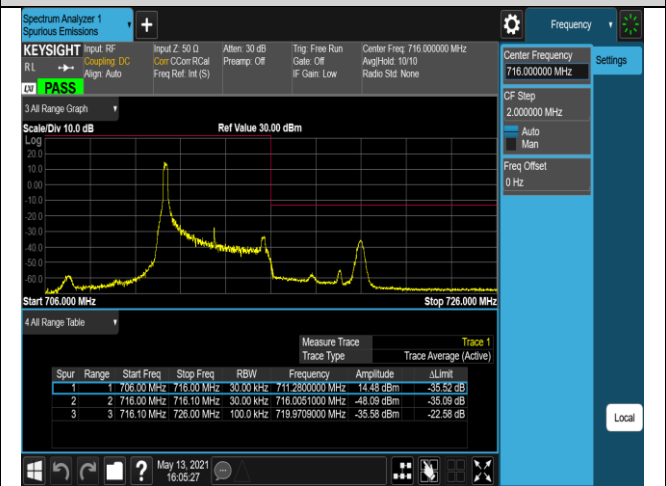 Spectrum Analyzer 1
Spurious Emissions
Frequency
KEYSIGHT Input: RF Input Z: 50 Ω Atten: 30 dB Trig: Free Run Center Freq: 716.000000 MHz
RL Coupling: DC Corr CCorr RCal Preamp: Off Gate: Off Avg|Hold: 10/10
Align: Auto Freq Ref: Int (S) IF Gain: Low Radio Std: None
LXI PASS
Center Frequency
716.000000 MHz
Settings
CF Step
2.000000 MHz
Auto
Man
Freq Offset
0 Hz
3 All Range Graph
Scale/Div 10.0 dB Ref Value 30.00 dBm
Log
20.0
10.0
0.00
-10.0
-20.0
-30.0
-40.0
-50.0
-60.0
Start 706.000 MHz Stop 726.000 MHz
4 All Range Table
Measure Trace Trace 1
Trace Type Trace Average (Active)
Spur Range Start Freq Stop Freq RBW Frequency Amplitude ΔLimit
1 1 706.00 MHz 716.00 MHz 30.00 kHz 711.2800000 MHz 14.48 dBm -35.52 dB
2 2 716.00 MHz 716.10 MHz 30.00 kHz 716.0051000 MHz -48.09 dBm -35.09 dB
3 3 716.10 MHz 726.00 MHz 100.0 kHz 719.9709000 MHz -35.58 dBm -22.58 dB
Local
? May 13, 2021
16:05:27